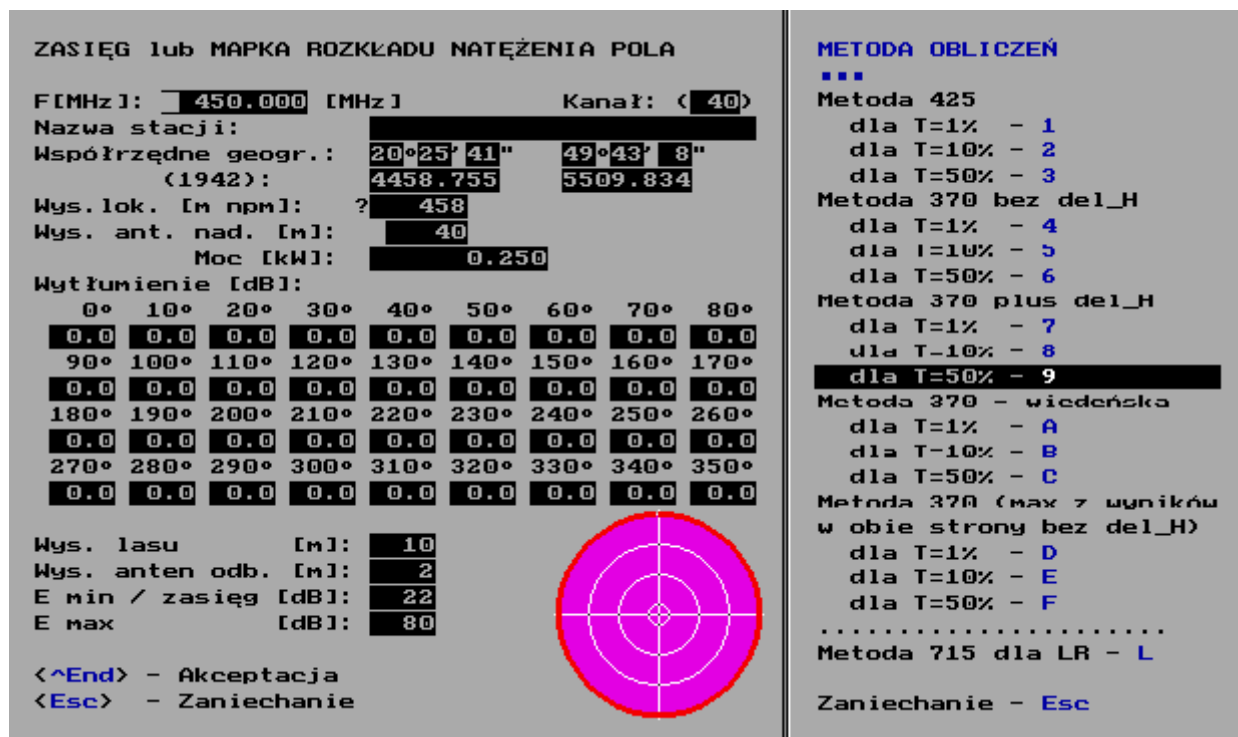 ZASIĘG lub MAPKA ROZKŁADU NATĘŻENIA POLA
F[MHz]: 450.000 [MHz] Kanał: ( 40)
Nazwa stacji:
Współrzędne geogr.: 20°25' 41" 49°43' 8"
(1942): 4458.755 5509.834
Wys.lok. [m npm]: ? 458
Wys. ant. nad. [m]: 40
Moc [kW]: 0.250
Wytłumienie [dB]:
0° 10° 20° 30° 40° 50° 60° 70° 80°
0.0 0.0 0.0 0.0 0.0 0.0 0.0 0.0 0.0
90° 100° 110° 120° 130° 140° 150° 160° 170°
0.0 0.0 0.0 0.0 0.0 0.0 0.0 0.0 0.0
180° 190° 200° 210° 220° 230° 240° 250° 260°
0.0 0.0 0.0 0.0 0.0 0.0 0.0 0.0 0.0
270° 280° 290° 300° 310° 320° 330° 340° 350°
0.0 0.0 0.0 0.0 0.0 0.0 0.0 0.0 0.0
Wys. lasu [m]: 10
Wys. anten odb. [m]: 2
E min / zasięg [dB]: 22
E max [dB]: 80
<^End> - Akceptacja
<Esc> - Zaniechanie
METODA OBLICZEŃ
Metoda 425
dla T=1% - 1
dla T=10% - 2
dla T=50% - 3
Metoda 370 bez del_H
dla T=1% - 4
dla T=10% - 5
dla T=50% - 6
Metoda 370 plus del_H
dla T=1% - 7
dla T=10% - 8
dla T=50% - 9
Metoda 370 - wiedeńska
dla T=1% - A
dla T=10% - B
dla T=50% - C
Metoda 370 (max z wyników
w obie strony bez del_H)
dla T=1% - D
dla T=10% - E
dla T=50% - F
......................
Metoda 715 dla LR - L
Zaniechanie - Esc